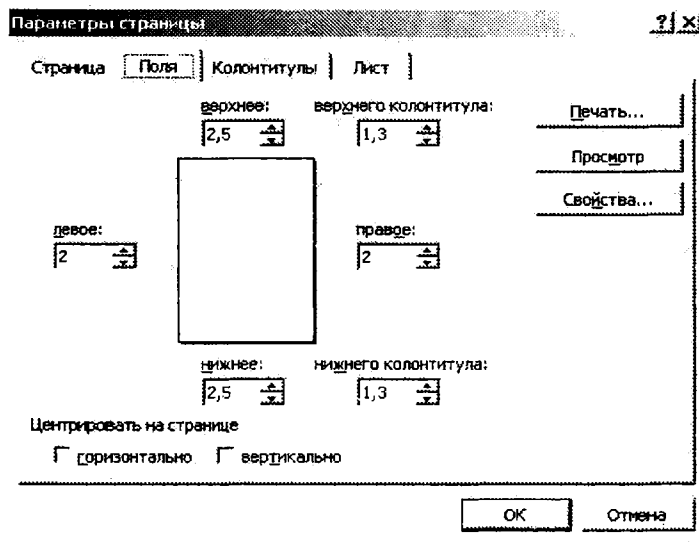 Параметры страницы ? ×
Страница Поля Колонтитулы Лист
верхнее: верхнего колонтитула:
2,5 1,3
Печать...
Просмотр
Свойства...
левое: правое:
2 2
нижнее: нижнего колонтитула:
2,5 1,3
Центрировать на странице
горизонтально вертикально
ОК Отмена